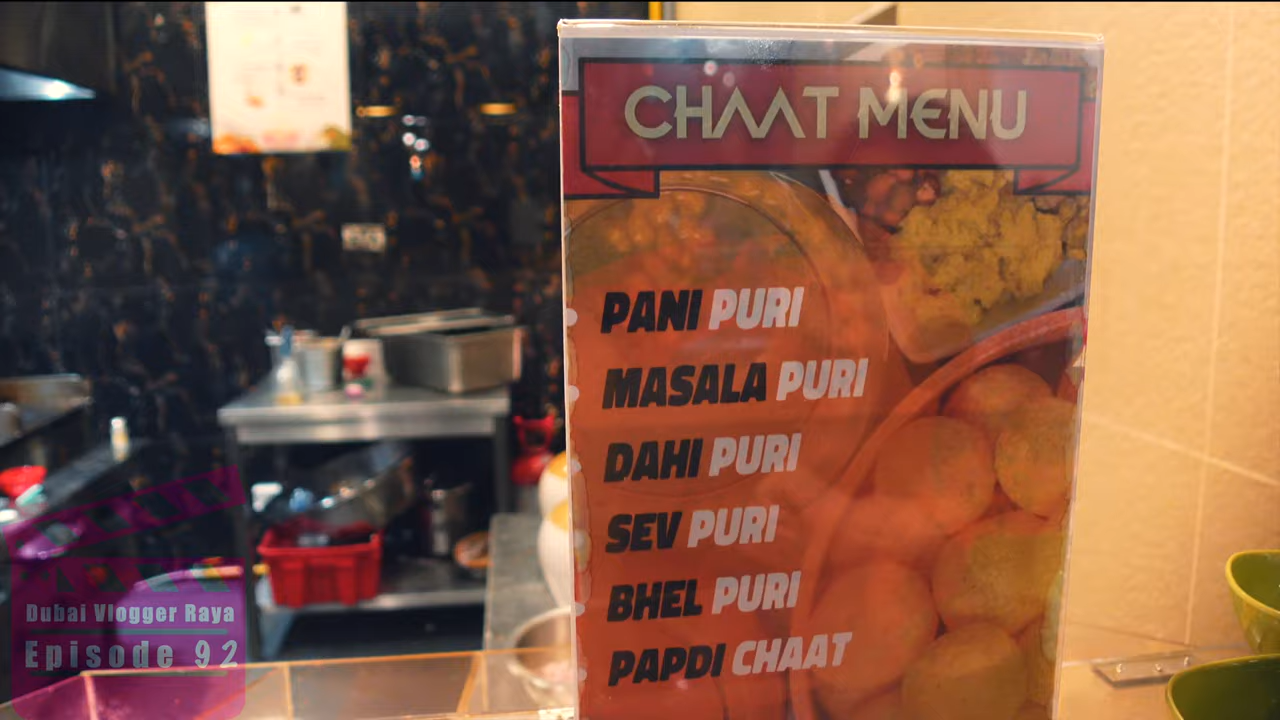 CHAAT MENU
PANI PURI
MASALA PURI
DAHI PURI
SEV PURI
BHEL PURI
PAPDI CHAAT
Dubai Vlogger Raya
Episode 92